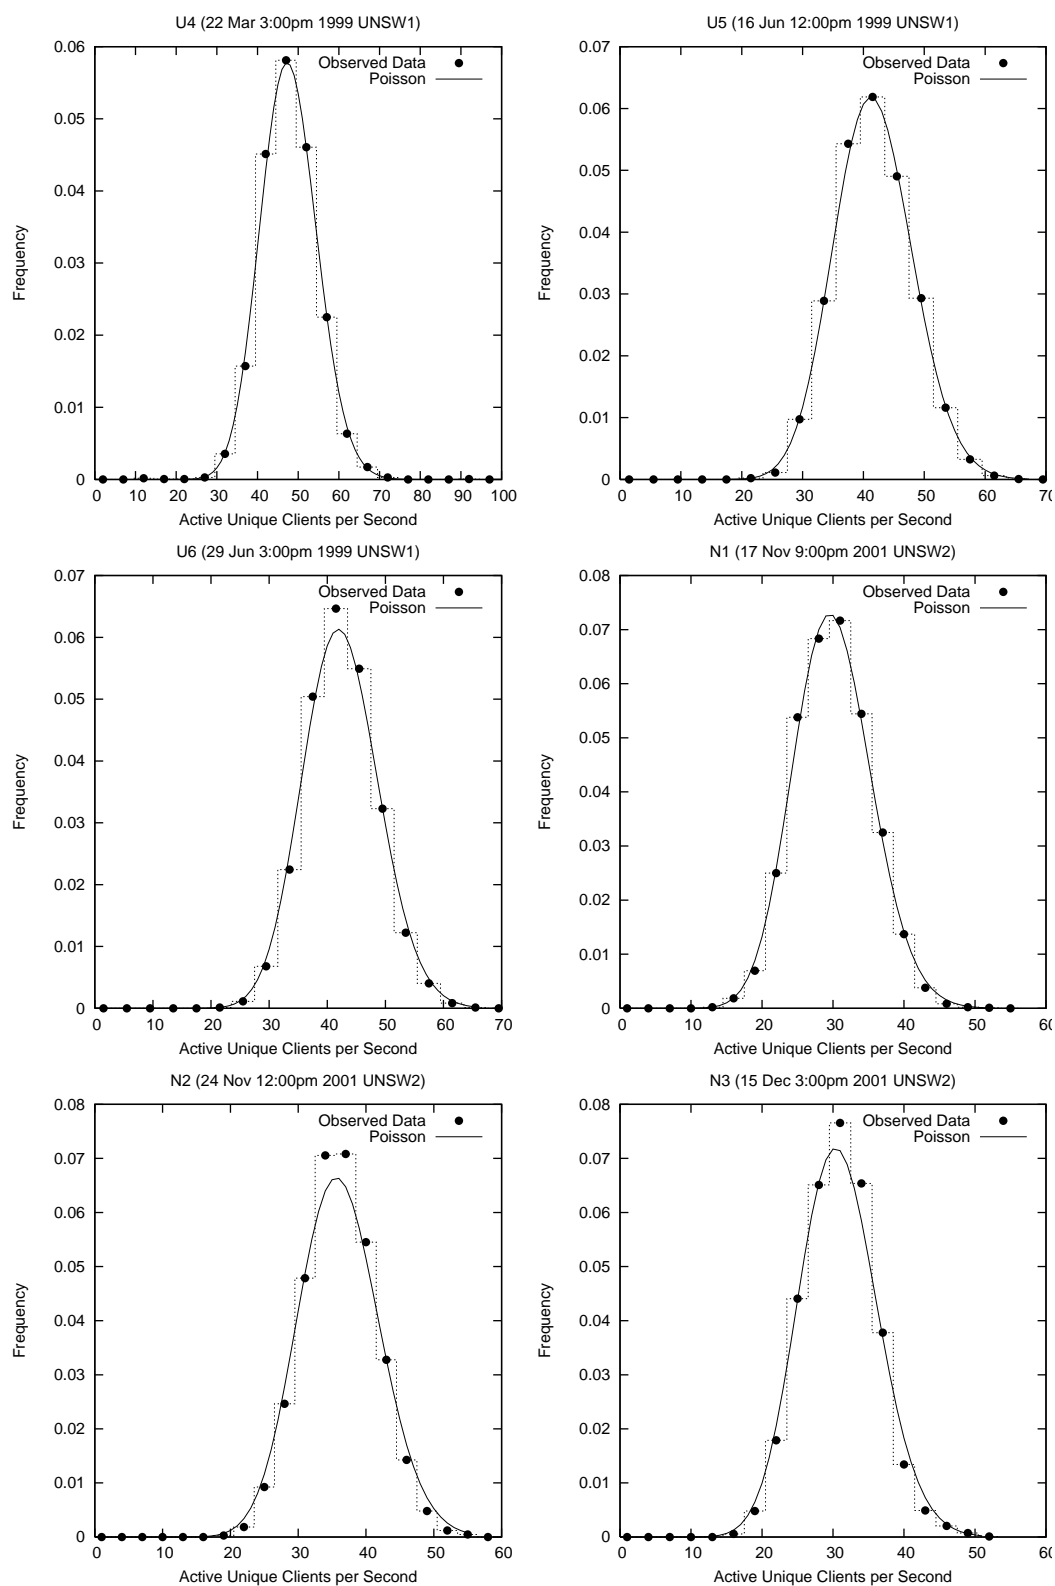 U4 (22 Mar 3:00pm 1999 UNSW1)
0.06
0.05
0.04
0.03
0.02
0.01
0
Frequency
Observed Data
Poisson
0 10 20 30 40 50 60 70 80 90 100
Active Unique Clients per Second
U5 (16 Jun 12:00pm 1999 UNSW1)
0.07
0.06
0.05
0.04
0.03
0.02
0.01
0
Frequency
Observed Data
Poisson
0 10 20 30 40 50 60 70
Active Unique Clients per Second
U6 (29 Jun 3:00pm 1999 UNSW1)
0.07
0.06
0.05
0.04
0.03
0.02
0.01
0
Frequency
Observed Data
Poisson
0 10 20 30 40 50 60 70
Active Unique Clients per Second
N1 (17 Nov 9:00pm 2001 UNSW2)
0.08
0.07
0.06
0.05
0.04
0.03
0.02
0.01
0
Frequency
Observed Data
Poisson
0 10 20 30 40 50 60
Active Unique Clients per Second
N2 (24 Nov 12:00pm 2001 UNSW2)
0.08
0.07
0.06
0.05
0.04
0.03
0.02
0.01
0
Frequency
Observed Data
Poisson
0 10 20 30 40 50 60
Active Unique Clients per Second
N3 (15 Dec 3:00pm 2001 UNSW2)
0.08
0.07
0.06
0.05
0.04
0.03
0.02
0.01
0
Frequency
Observed Data
Poisson
0 10 20 30 40 50 60
Active Unique Clients per Second